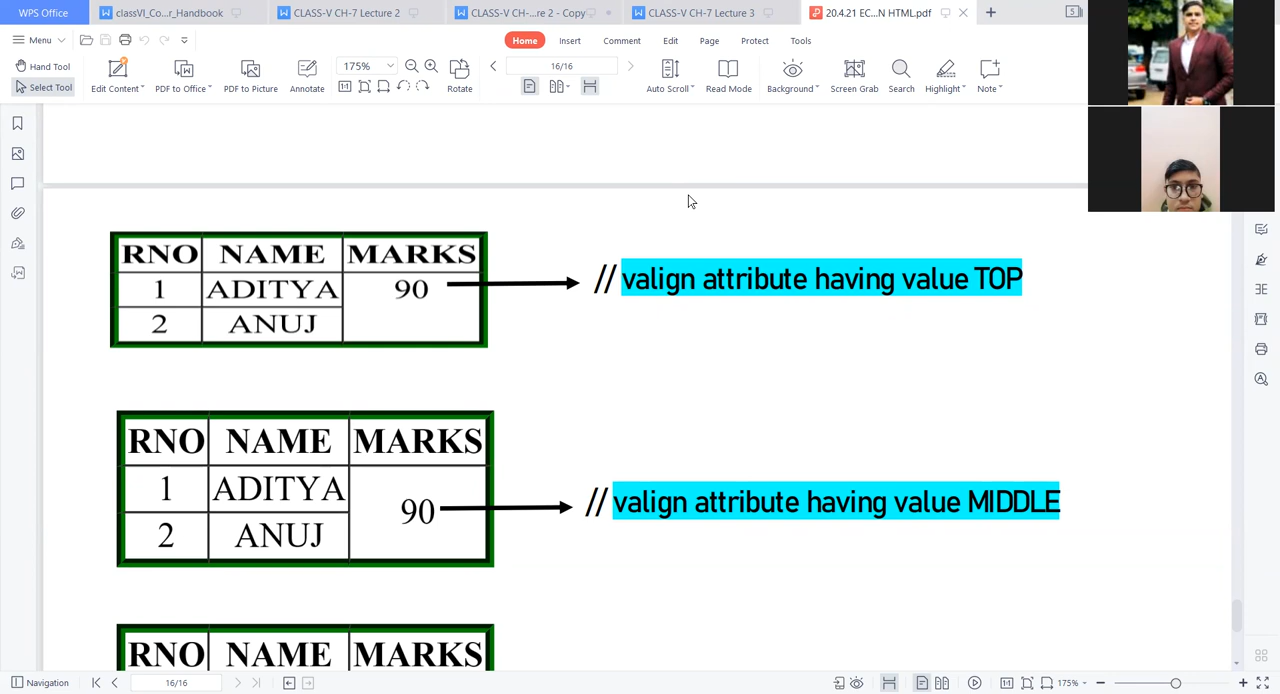 WPS Office
classVI_Co...r_Handbook
CLASS-V CH-7 Lecture 2
CLASS-V CH-...re 2 - Copy
CLASS-V CH-7 Lecture 3
20.4.21 EC...N HTML.pdf
5
Menu
Home
Insert
Comment
Edit
Page
Protect
Tools
Hand Tool
Select Tool
Edit Content
PDF to Office
PDF to Picture
Annotate
175%
Rotate
16/16
Auto Scroll
Read Mode
Background
Screen Grab
Search
Highlight
Note
RNO NAME MARKS
1 ADITYA 90
2 ANUJ
// valign attribute having value TOP
RNO NAME MARKS
1 ADITYA
90
2 ANUJ
// valign attribute having value MIDDLE
RNO NAME MARKS
Navigation
16/16
175%